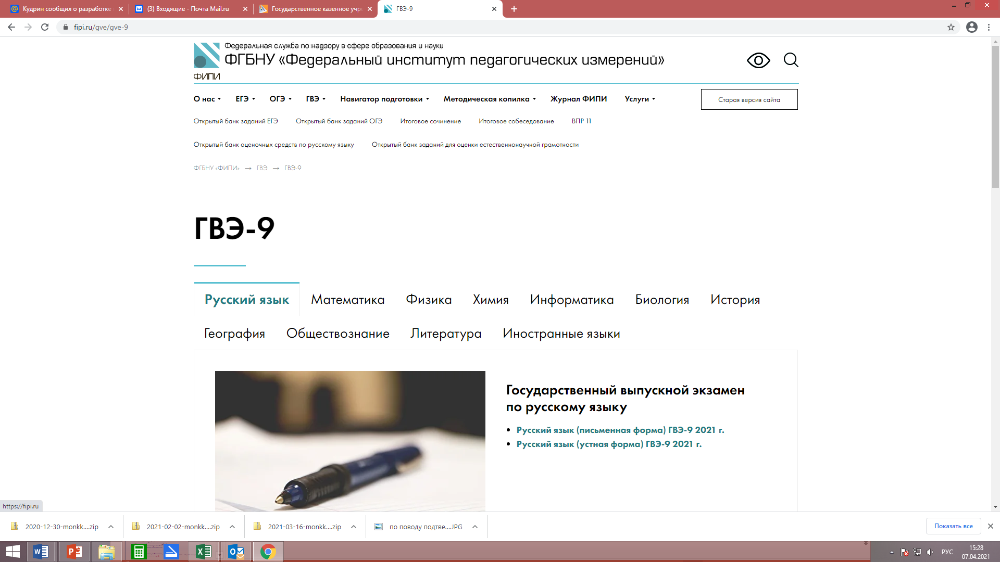 Кудрин сообщил о разработке
(3) Входящие - Почта Mail.ru
Государственное казенное учр
ГВЭ-9
fipi.ru/gve/gve-9
Федеральная служба по надзору в сфере образования и науки
ФГБНУ «Федеральный институт педагогических измерений»
ФИПИ
О нас ЕГЭ ОГЭ ГВЭ Навигатор подготовки Методическая копилка Журнал ФИПИ Услуги
Старая версия сайта
Открытый банк заданий ЕГЭ Открытый банк заданий ОГЭ Итоговое сочинение Итоговое собеседование ВПР 11
Открытый банк оценочных средств по русскому языку Открытый банк заданий для оценки естественнонаучной грамотности
ФГБНУ «ФИПИ» → ГВЭ → ГВЭ-9
ГВЭ-9
Русский язык Математика Физика Химия Информатика Биология История
География Обществознание Литература Иностранные языки
Государственный выпускной экзамен
по русскому языку
Русский язык (письменная форма) ГВЭ-9 2021 г.
Русский язык (устная форма) ГВЭ-9 2021 г.
https://fipi.ru
2020-12-30-monkk....zip
2021-02-02-monkk....zip
2021-03-16-monkk....zip
по поводу подтве....JPG
Показать все
РУС
15:28
07.04.2021